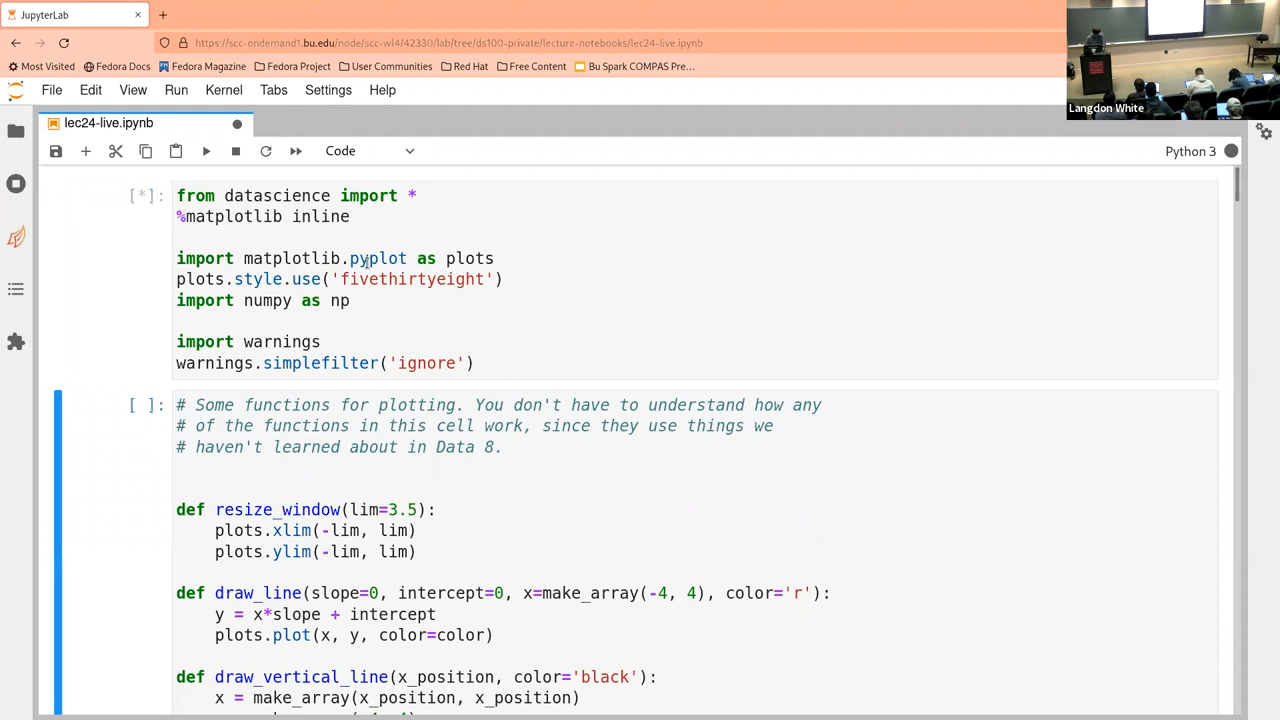 JupyterLab
https://scc-ondemand1.bu.edu/node/scc-wl4/42330/lab/tree/ds100-private/lecture-notebooks/lec24-live.ipynb
Most Visited Fedora Docs Fedora Magazine Fedora Project User Communities Red Hat Free Content Bu Spark COMPAS Pre…
Langdon White
File Edit View Run Kernel Tabs Settings Help
lec24-live.ipynb
Code
Python 3
[*]:
from datascience import *
%matplotlib inline
import matplotlib.pyplot as plots
plots.style.use('fivethirtyeight')
import numpy as np
import warnings
warnings.simplefilter('ignore')
[ ]:
# Some functions for plotting. You don't have to understand how any
# of the functions in this cell work, since they use things we
# haven't learned about in Data 8.
def resize_window(lim=3.5):
    plots.xlim(-lim, lim)
    plots.ylim(-lim, lim)
def draw_line(slope=0, intercept=0, x=make_array(-4, 4), color='r'):
    y = x*slope + intercept
    plots.plot(x, y, color=color)
def draw_vertical_line(x_position, color='black'):
    x = make_array(x_position, x_position)